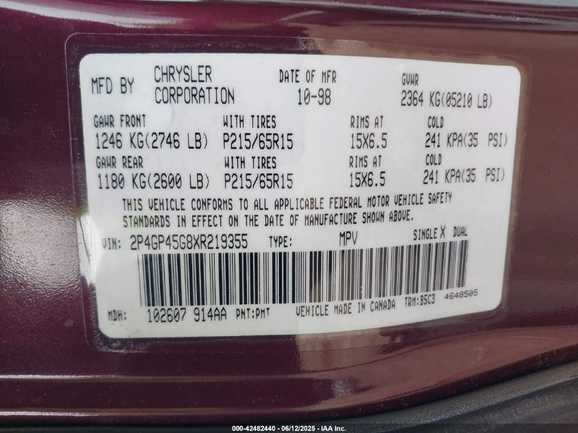 MFD BY CHRYSLER CORPORATION DATE OF MFR 10-98 GVWR 2364 KG(05210 LB)
GAWR FRONT WITH TIRES RIMS AT COLD
1246 KG(2746 LB) P215/65R15 15X6.5 241 KPA(35 PSI)
GAWR REAR WITH TIRES RIMS AT COLD
1180 KG(2600 LB) P215/65R15 15X6.5 241 KPA(35 PSI)
THIS VEHICLE CONFORMS TO ALL APPLICABLE FEDERAL MOTOR VEHICLE SAFETY
STANDARDS IN EFFECT ON THE DATE OF MANUFACTURE SHOWN ABOVE.
VIN: 2P4GP45G8XR219355 TYPE: MPV SINGLE X DUAL
MDH: 102607 914AA PNT:PMT VEHICLE MADE IN CANADA TRM:B5C3 4648505
000-42482440 - 06/12/2025 - IAA Inc.